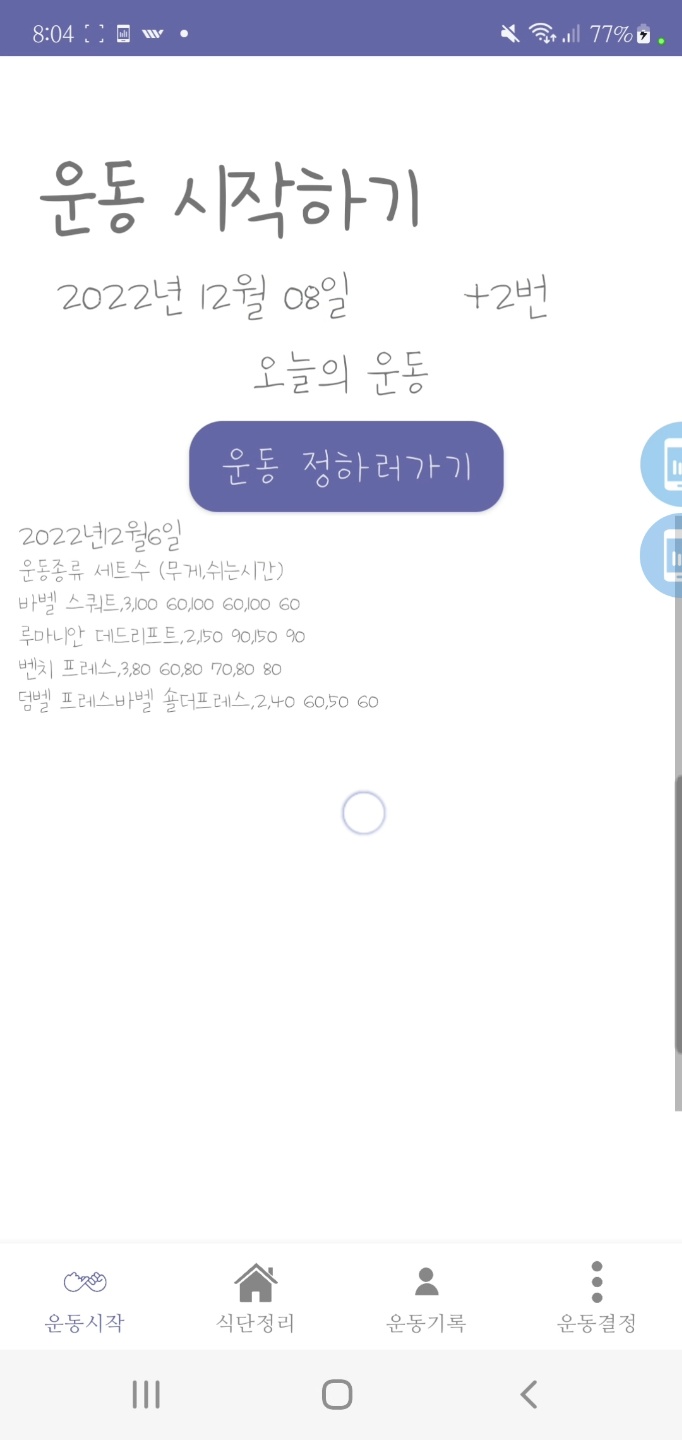 8:04 77%
운동 시작하기
2022년 12월 08일 +2번
오늘의 운동
운동 정하러가기
2022년12월6일
운동종류 세트수 (무게,쉬는시간)
바벨 스쿼트,3,100 60,100 60,100 60
루마니안 데드리프트,2,150 90,150 90
벤치 프레스,3,80 60,80 70,80 80
덤벨 프레스바벨 숄더프레스,2,40 60,50 60
운동시작 식단정리 운동기록 운동결정